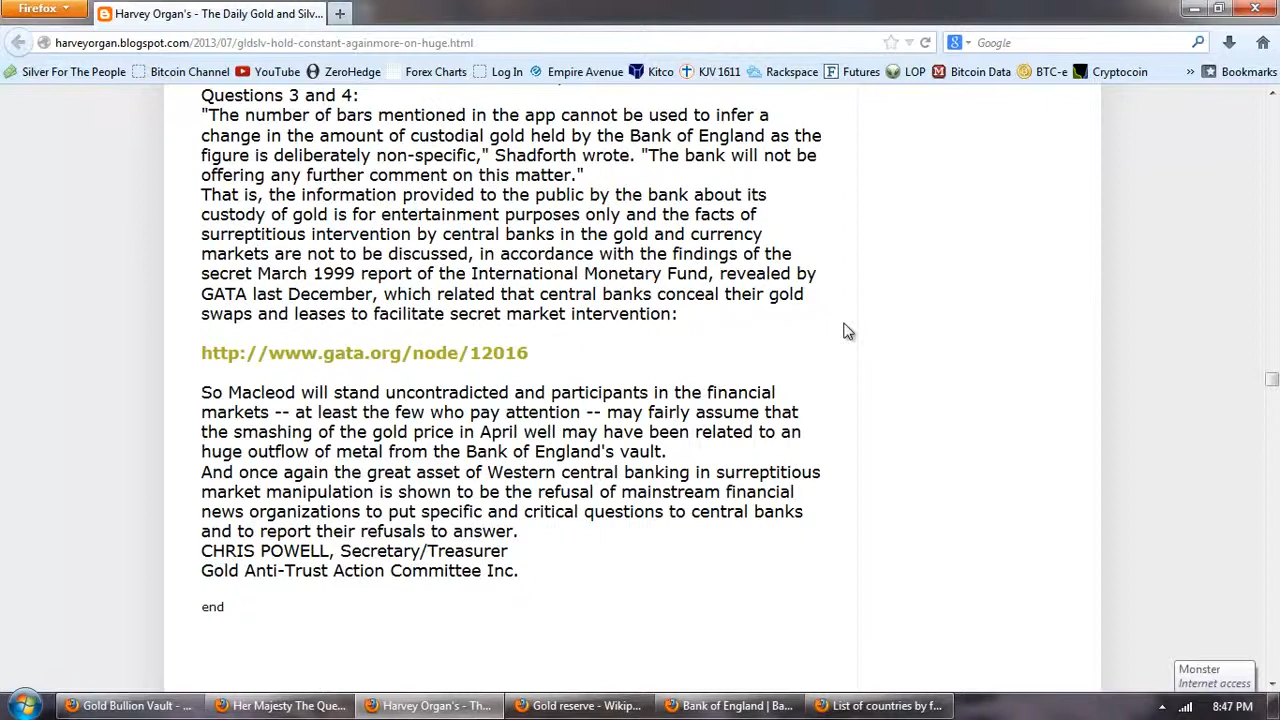 Firefox
Harvey Organ's - The Daily Gold and Silv...
harveyorgan.blogspot.com/2013/07/gldslv-hold-constant-againmore-on-huge.html
Google
Silver For The People
Bitcoin Channel
YouTube
ZeroHedge
Forex Charts
Log In
Empire Avenue
Kitco
KJV 1611
Rackspace
Futures
LOP
Bitcoin Data
BTC-e
Cryptocoin
»
Bookmarks
Questions 3 and 4:
"The number of bars mentioned in the app cannot be used to infer a
change in the amount of custodial gold held by the Bank of England as the
figure is deliberately non-specific," Shadforth wrote. "The bank will not be
offering any further comment on this matter."
That is, the information provided to the public by the bank about its
custody of gold is for entertainment purposes only and the facts of
surreptitious intervention by central banks in the gold and currency
markets are not to be discussed, in accordance with the findings of the
secret March 1999 report of the International Monetary Fund, revealed by
GATA last December, which related that central banks conceal their gold
swaps and leases to facilitate secret market intervention:
http://www.gata.org/node/12016
So Macleod will stand uncontradicted and participants in the financial
markets -- at least the few who pay attention -- may fairly assume that
the smashing of the gold price in April well may have been related to an
huge outflow of metal from the Bank of England's vault.
And once again the great asset of Western central banking in surreptitious
market manipulation is shown to be the refusal of mainstream financial
news organizations to put specific and critical questions to central banks
and to report their refusals to answer.
CHRIS POWELL, Secretary/Treasurer
Gold Anti-Trust Action Committee Inc.
end
Monster
Internet access
Gold Bullion Vault - ...
Her Majesty The Que...
Harvey Organ's - Th...
Gold reserve - Wikip...
Bank of England | Ba...
List of countries by f...
8:47 PM